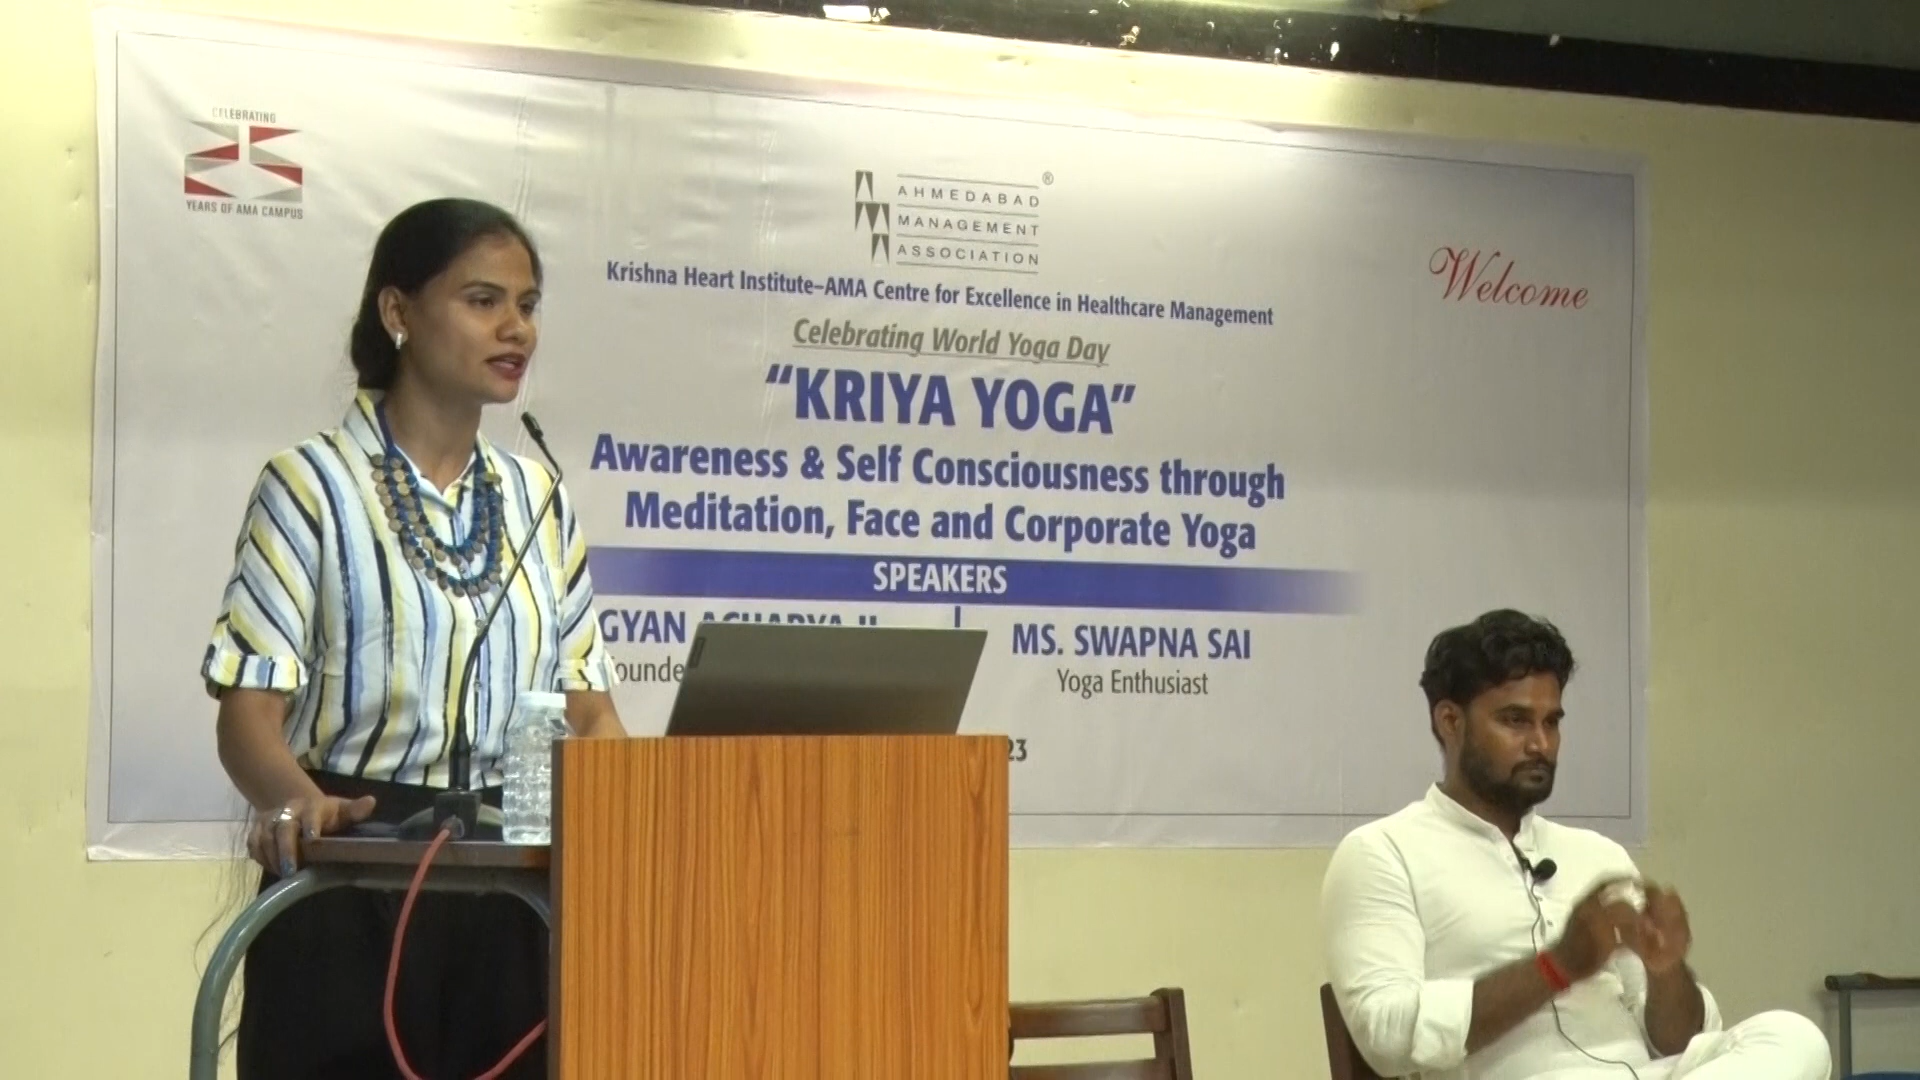 CELEBRATING
YEARS OF AMA CAMPUS
AHMEDABAD
MANAGEMENT
ASSOCIATION
®
Welcome
Krishna Heart Institute–AMA Centre for Excellence in Healthcare Management
Celebrating World Yoga Day
“KRIYA YOGA”
Awareness & Self Consciousness through
Meditation, Face and Corporate Yoga
SPEAKERS
GYAN ACHARYA JI
MS. SWAPNA SAI
Yoga Enthusiast
23